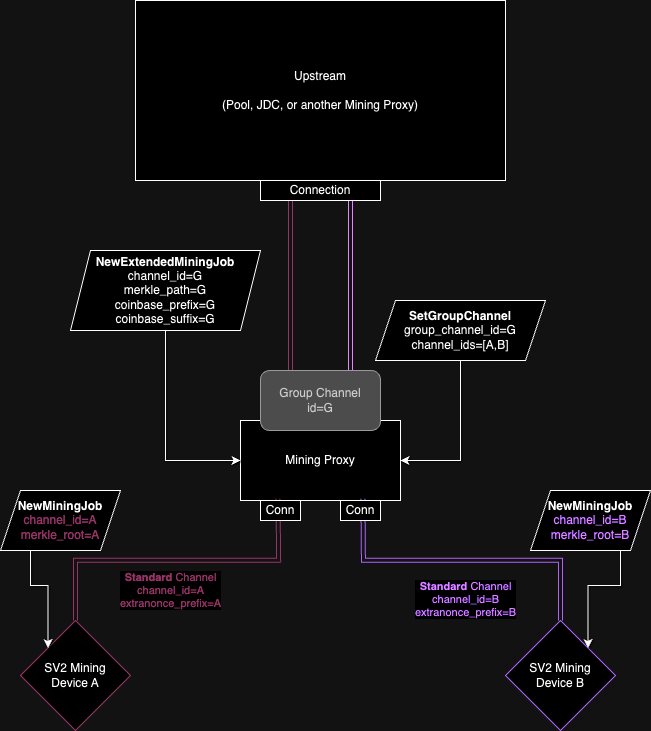 Upstream
(Pool, JDC, or another Mining Proxy)
Connection
NewExtendedMiningJob
channel_id=G
merkle_path=G
coinbase_prefix=G
coinbase_suffix=G
SetGroupChannel
group_channel_id=G
channel_ids=[A,B]
Group Channel
id=G
Mining Proxy
Conn
Conn
NewMiningJob
channel_id=A
merkle_root=A
NewMiningJob
channel_id=B
merkle_root=B
Standard Channel
channel_id=A
extranonce_prefix=A
Standard Channel
channel_id=B
extranonce_prefix=B
SV2 Mining
Device A
SV2 Mining
Device B